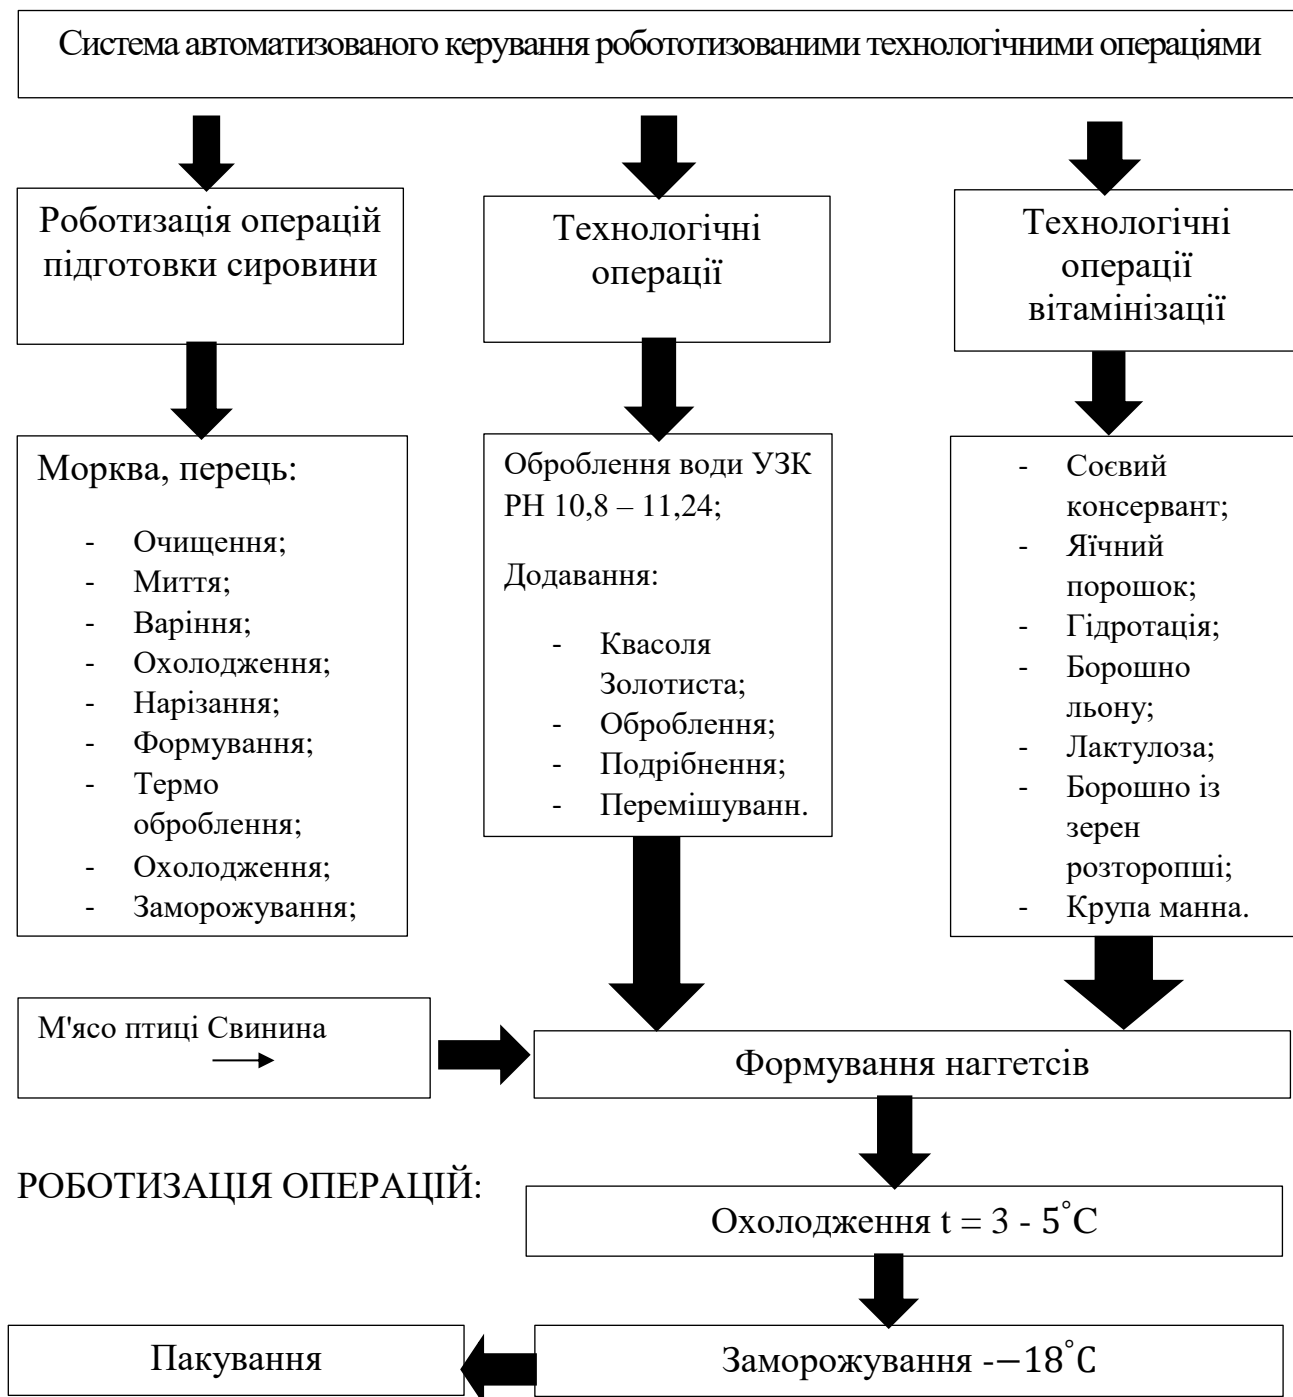 Система автоматизованого керування робототизованими технологічними операціями
Роботизація операцій
підготовки сировини
Технологічні
операції
Технологічні
операції
вітамінізації
Морква, перець:
- Очищення;
- Миття;
- Варіння;
- Охолодження;
- Нарізання;
- Формування;
- Термо
оброблення;
- Охолодження;
- Заморожування;
Оброблення води УЗК
РН 10,8 – 11,24;
Додавання:
- Квасоля
Золотиста;
- Оброблення;
- Подрібнення;
- Перемішуванн.
- Соєвий
консервант;
- Яїчний
порошок;
- Гідротація;
- Борошно
льону;
- Лактулоза;
- Борошно із
зерен
розторопші;
- Крупа манна.
М'ясо птиці Свинина
Формування наггетсів
РОБОТИЗАЦІЯ ОПЕРАЦІЙ:
Охолодження t = 3 - 5°C
Заморожування -−18°C
Пакування